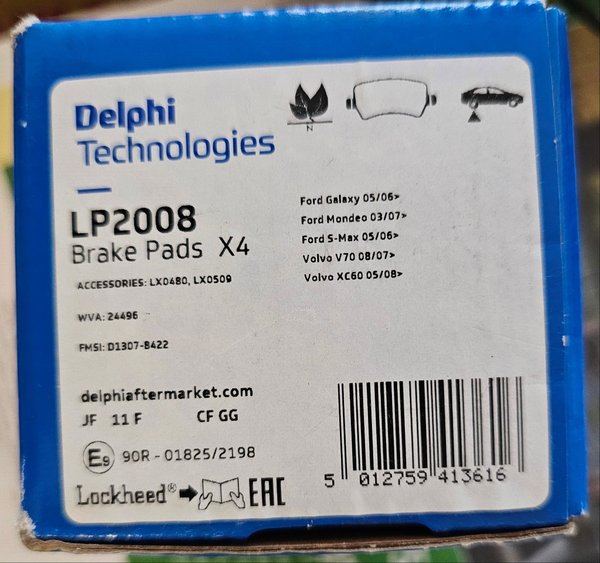 Delphi
Technologies
LP2008
Brake Pads X4
ACCESSORIES: LX0480, LX0509
WVA: 24496
FMSI: D1307-8422
N
Ford Galaxy 05/06>
Ford Mondeo 03/07>
Ford S-Max 05/06>
Volvo V70 08/07>
Volvo XC60 05/08>
delphiaftermarket.com
JF 11 F CF GG
E9 90R - 01825/2198
Lockheed® EAC
5 012759 413616